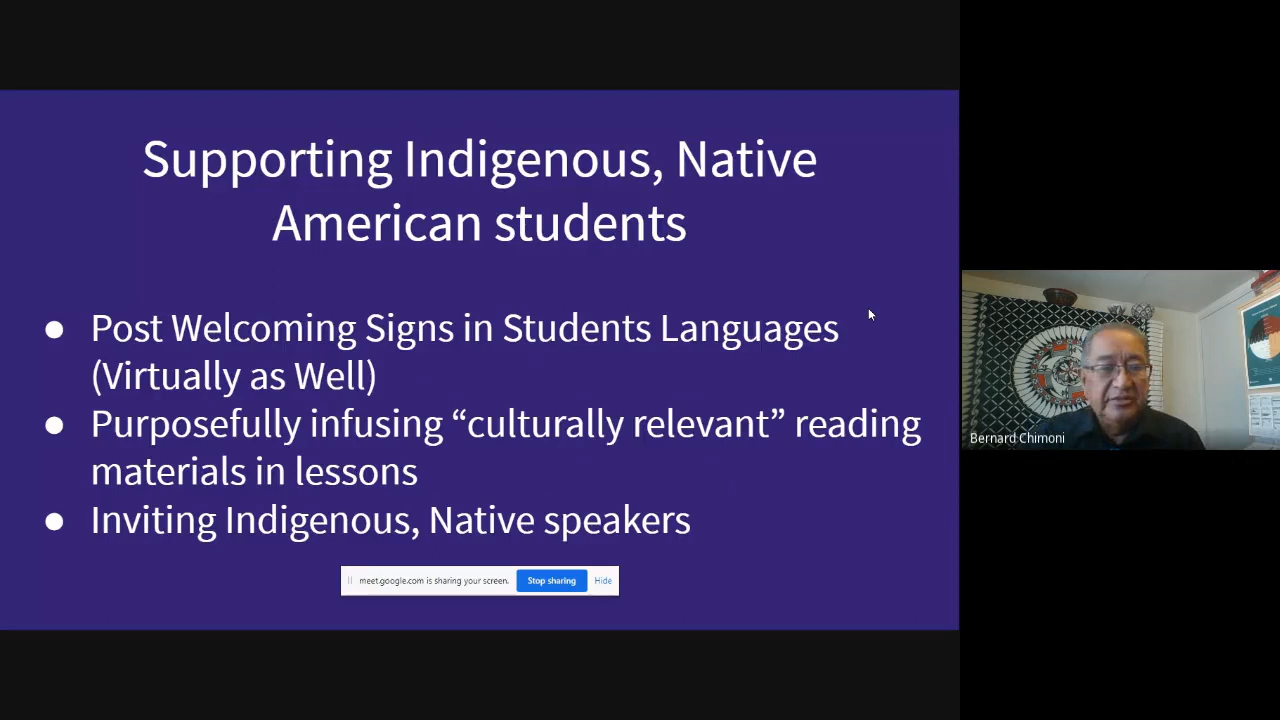 Supporting Indigenous, Native
American students
● Post Welcoming Signs in Students Languages
(Virtually as Well)
● Purposefully infusing “culturally relevant” reading
materials in lessons
● Inviting Indigenous, Native speakers
meet.google.com is sharing your screen. Stop sharing Hide
Bernard Chimoni